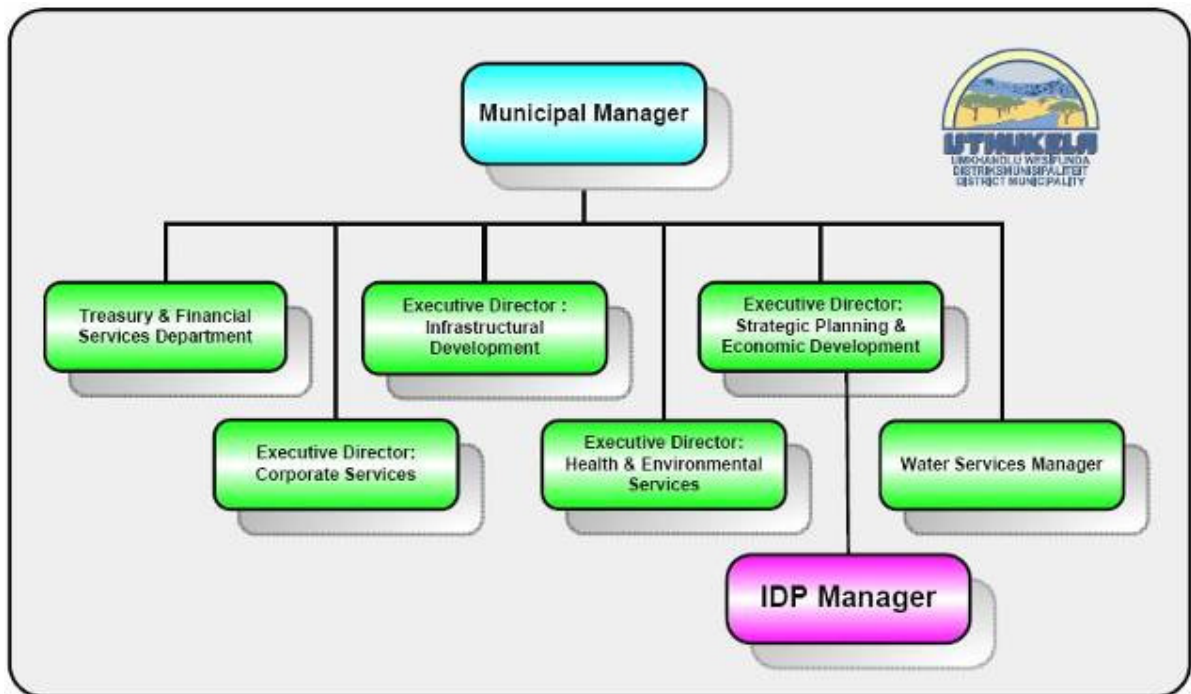 Municipal Manager
UTHUKELA
UMKHANDLU WESIFUNDA
DISTRIKSMUNISIPALITEIT
DISTRICT MUNICIPALITY
Treasury & Financial
Services Department
Executive Director :
Infrastructural
Development
Executive Director:
Strategic Planning &
Economic Development
Executive Director:
Corporate Services
Executive Director:
Health & Environmental
Services
Water Services Manager
IDP Manager